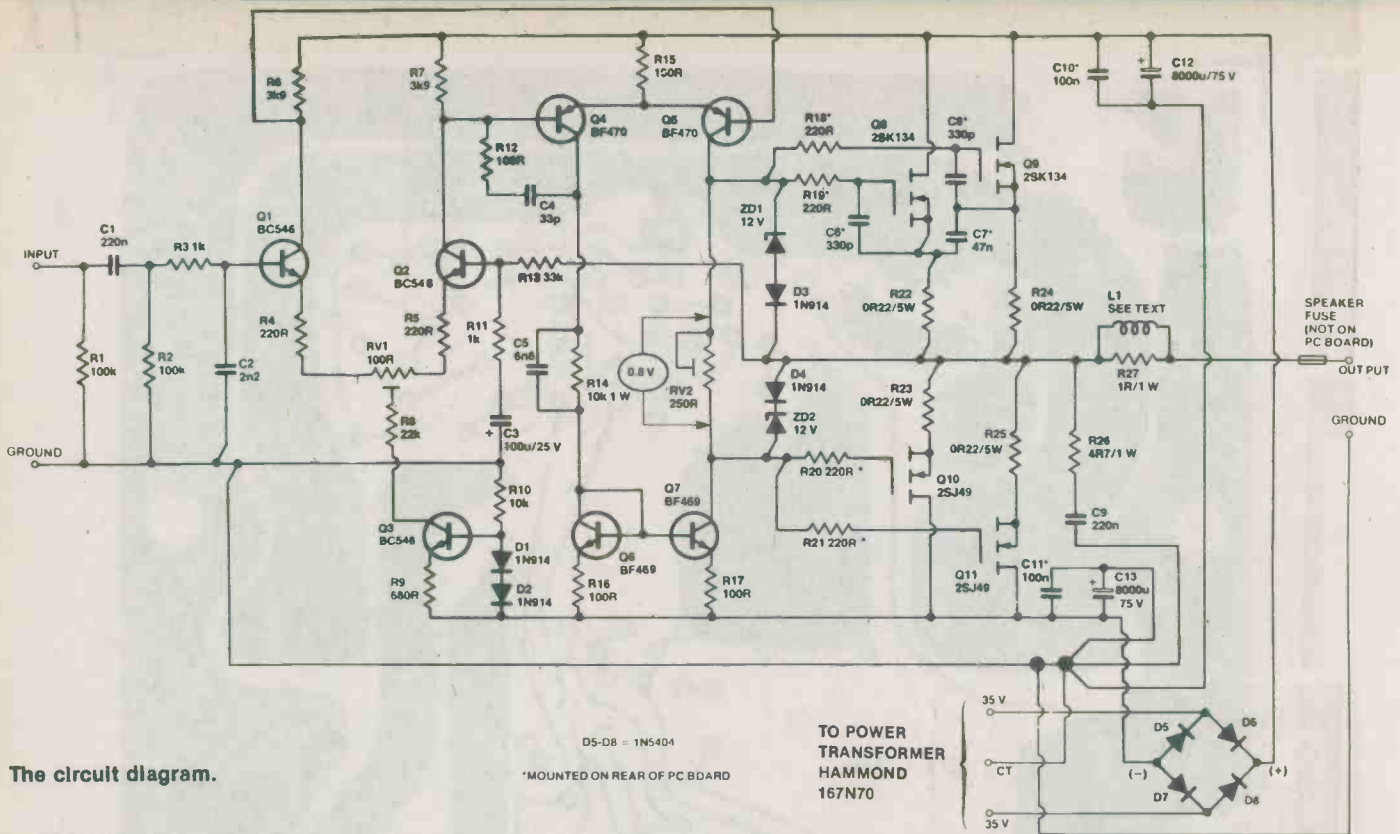 R6
3k9
R7
3k9
R15
100R
C10*
100n
C12
+
8000u/75 V
Q4
BF470
Q5
BF470
R18*
220R
Q8
2SK134
C8*
330p
Q9
2SK134
R12
100R
C4
33p
R19*
220R
ZD1
12 V
C6*
330p
C7*
47n
C1
220n
R3 1k
Q1
BC546
INPUT
Q2
BC546
R13 33k
D3
1N914
R22
0R22/5W
R24
0R22/5W
L1
SEE TEXT
SPEAKER
FUSE
(NOT ON
PC BOARD)
R4
220R
R5
220R
R11
1k
R1
100k
R2
100k
C2
2n2
RV1
100R
C5
6n8
R14
10k 1 W
0.8 V
RV2
250R
D4
1N914
ZD2
12 V
R23
0R22/5W
R27
1R/1 W
OUTPUT
R8
22k
+
C3
100u/25 V
R25
0R22/5W
R26
4R7/1 W
GROUND
GROUND
R10
10k
Q7
BF469
R20 220R *
Q10
2SJ49
Q3
BC546
D1
1N914
Q6
BF469
R21 220R *
C9
220n
R9
680R
D2
1N914
R16
100R
R17
100R
Q11
2SJ49
C11*
100n
+
C13
8000u
75 V
35 V
D5-D8 = 1N5404
TO POWER
TRANSFORMER
HAMMOND
167N70
D5
D6
The circuit diagram.
*MOUNTED ON REAR OF PC BOARD
CT
(-)
(+)
D7
D8
35 V